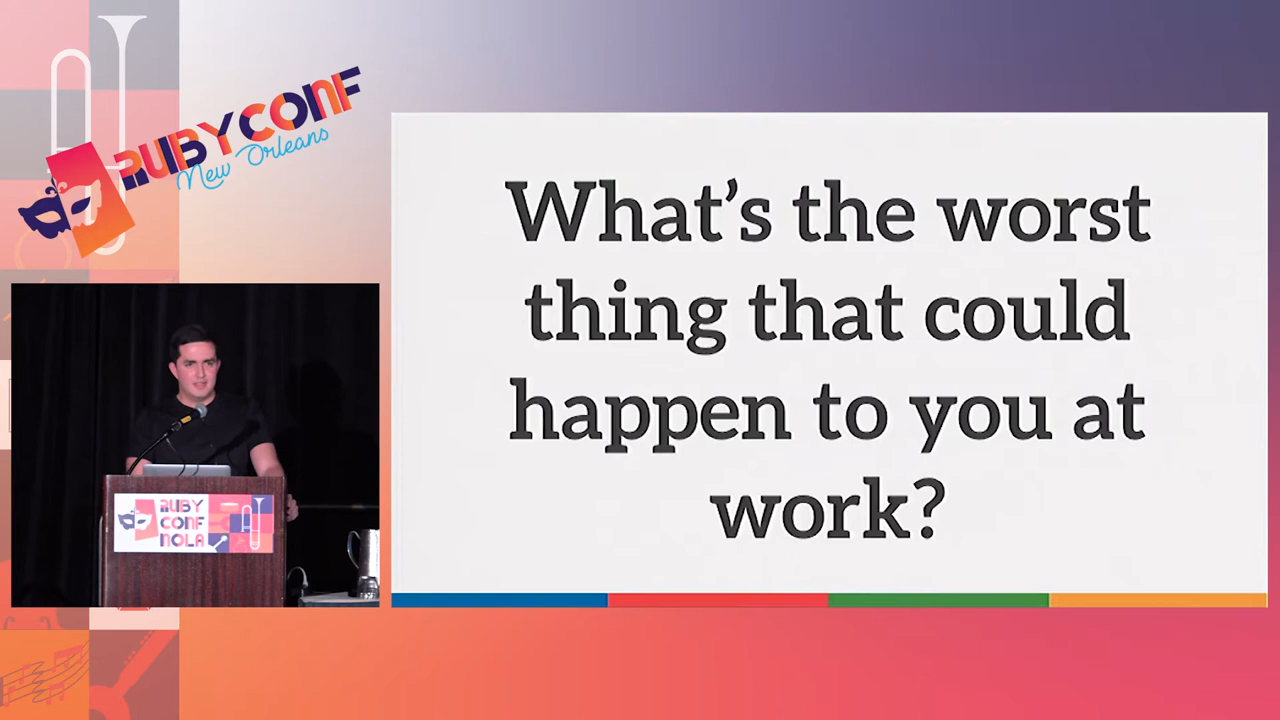 RUBYCONF
New Orleans
What's the worst
thing that could
happen to you at
work?
RUBY
CONF
NOLA